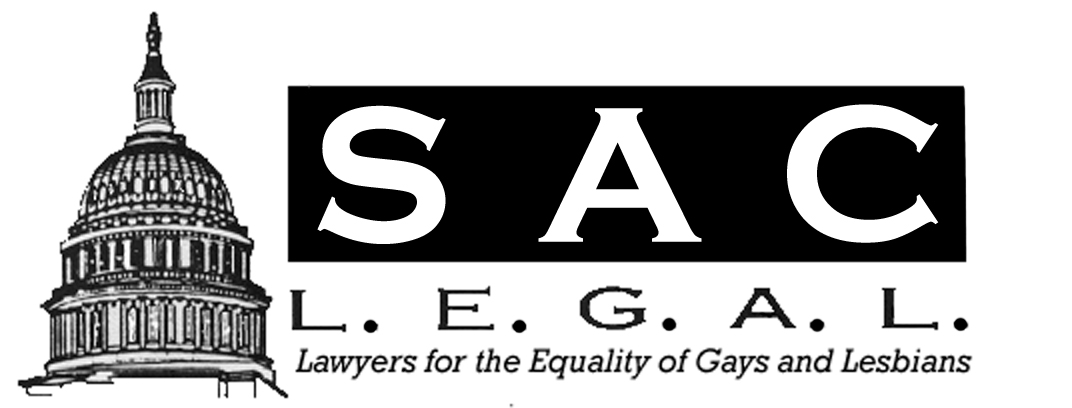 SAC
L.E.G.A.L.
Lawyers for the Equality of Gays and Lesbians